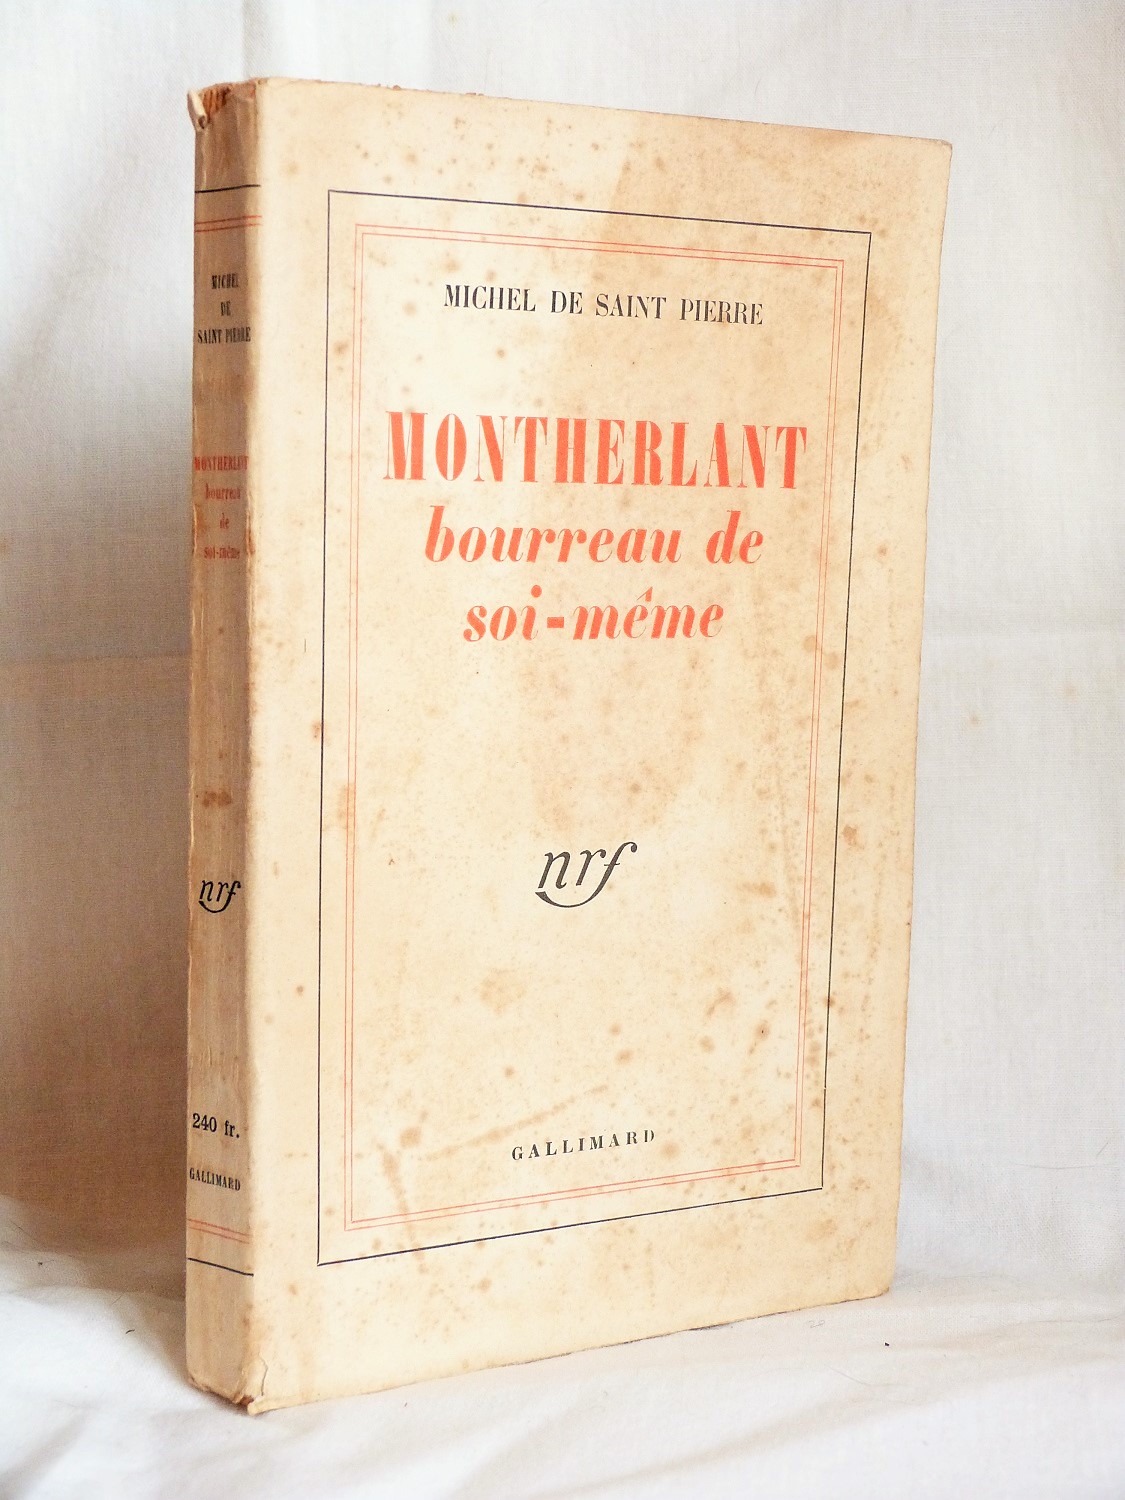 MICHEL
DE
SAINT PIERRE
MONTHERLANT
bourreau
de
soi-même
nrf
240 fr.
GALLIMARD
MICHEL DE SAINT PIERRE
MONTHERLANT
bourreau de
soi-même
nrf
GALLIMARD